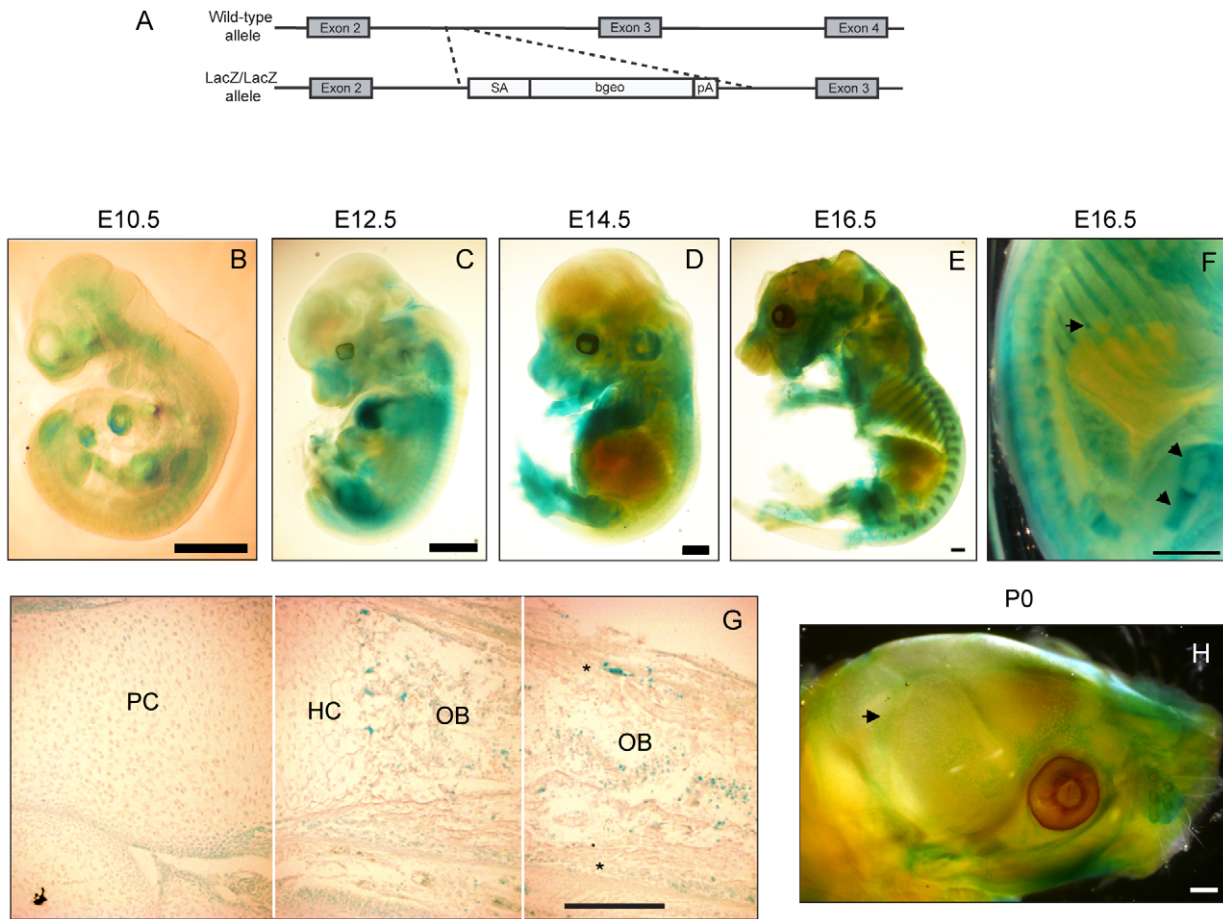 A
Wild-type allele
Exon 2
Exon 3
Exon 4
LacZ/LacZ allele
Exon 2
SA
bgeo
pA
Exon 3
E10.5
E12.5
E14.5
E16.5
E16.5
B
C
D
E
F
G
PC
HC
OB
OB
*
*
P0
H